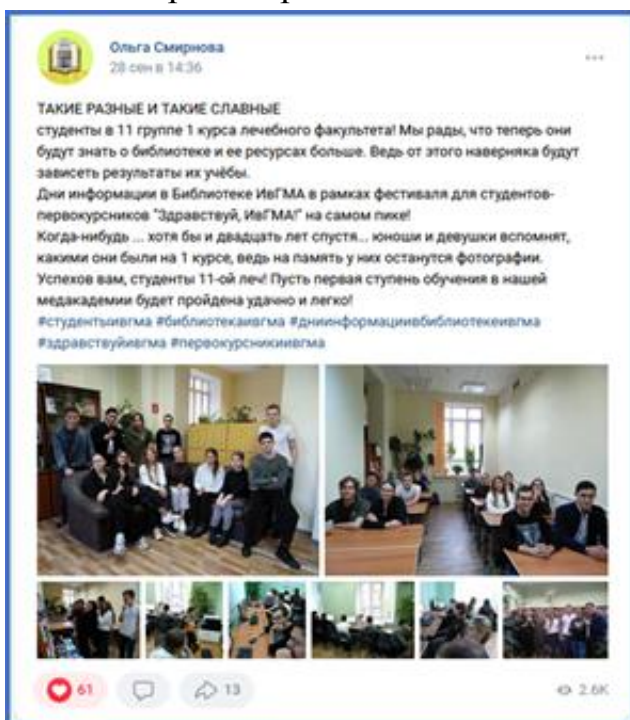 Ольга Смирнова
28 сен в 14:36
ТАКИЕ РАЗНЫЕ И ТАКИЕ СЛАВНЫЕ
студенты в 11 группе 1 курса лечебного факультета! Мы рады, что теперь они
будут знать о библиотеке и ее ресурсах больше. Ведь от этого наверняка будут
зависеть результаты их учёбы.
Дни информации в Библиотеке ИвГМА в рамках фестиваля для студентов-
первокурсников "Здравствуй, ИвГМА!" на самом пике!
Когда-нибудь ... хотя бы и двадцать лет спустя... юноши и девушки вспомнят,
какими они были на 1 курсе, ведь на память у них останутся фотографии.
Успехов вам, студенты 11-ой леч! Пусть первая ступень обучения в нашей
медакадемии будет пройдена удачно и легко!
#студентыивгма #библиотекаивгма #дниинформациивбиблиотекеивгма
#здравствуйивгма #первокурсникиивгма
61 13 2.6K